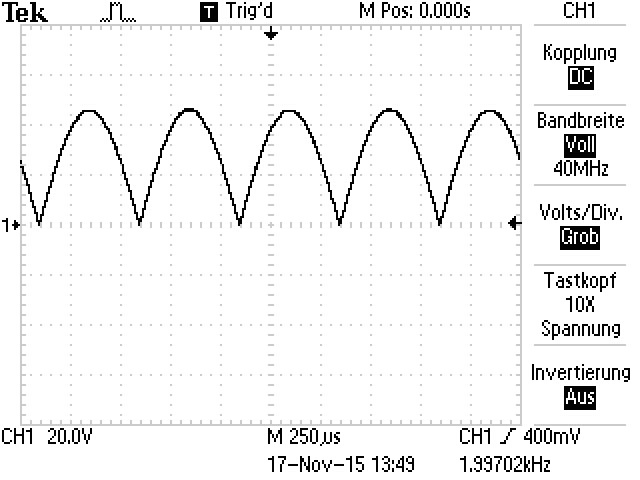 Tek T Trig'd M Pos: 0.000s CH1
Kopplung
DC
Bandbreite
Voll
40MHz
1
Volts/Div.
Grob
Tastkopf
10X
Spannung
Invertierung
Aus
CH1 20.0V M 250µs CH1 400mV
17-Nov-15 13:49 1.99702kHz